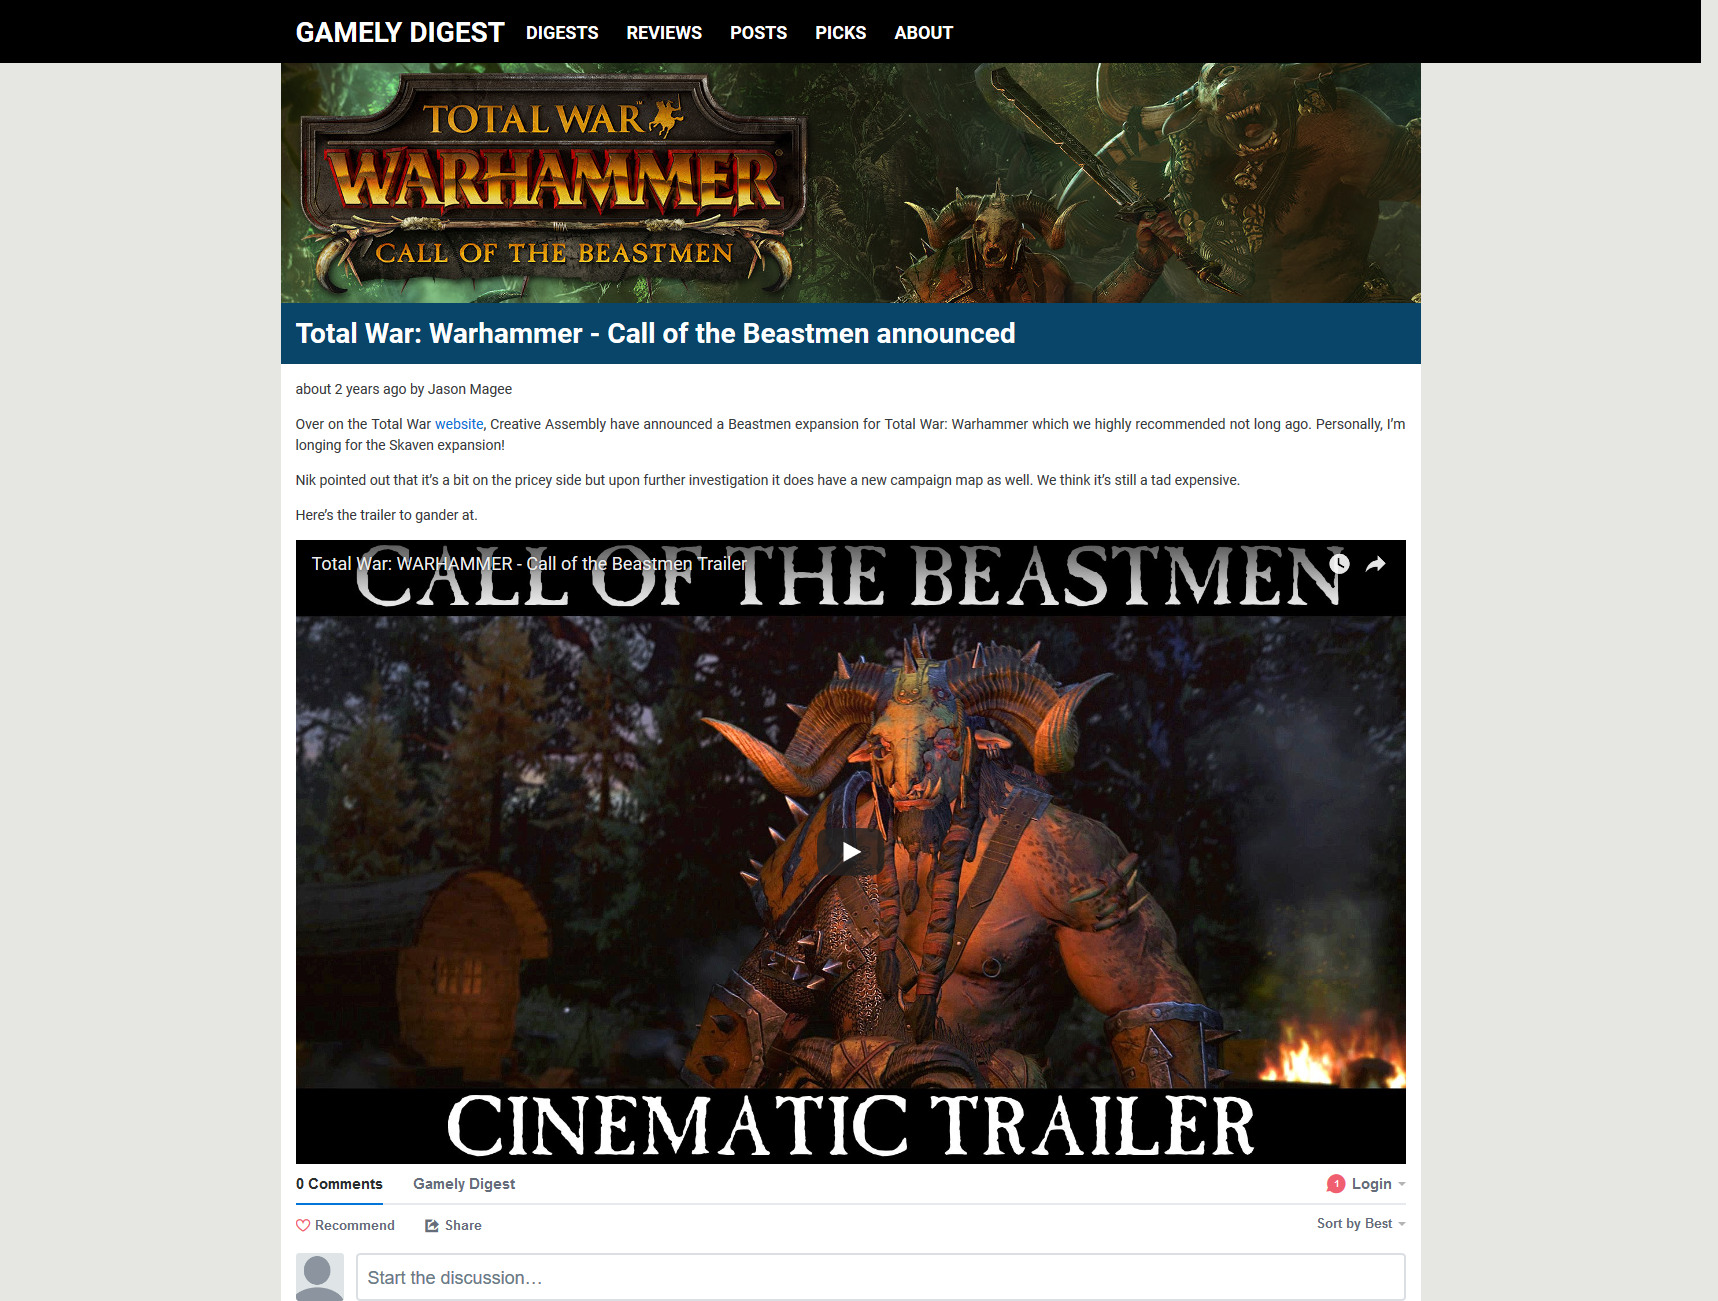 GAMELY DIGEST DIGESTS REVIEWS POSTS PICKS ABOUT
TOTAL WAR™
WARHAMMER®
CALL OF THE BEASTMEN
Total War: Warhammer - Call of the Beastmen announced
about 2 years ago by Jason Magee
Over on the Total War website, Creative Assembly have announced a Beastmen expansion for Total War: Warhammer which we highly recommended not long ago. Personally, I’m
longing for the Skaven expansion!
Nik pointed out that it’s a bit on the pricey side but upon further investigation it does have a new campaign map as well. We think it’s still a tad expensive.
Here’s the trailer to gander at.
Total War: WARHAMMER - Call of the Beastmen Trailer
CALL OF THE BEASTMEN
CINEMATIC TRAILER
0 Comments Gamely Digest 1 Login
Recommend Share Sort by Best
Start the discussion…